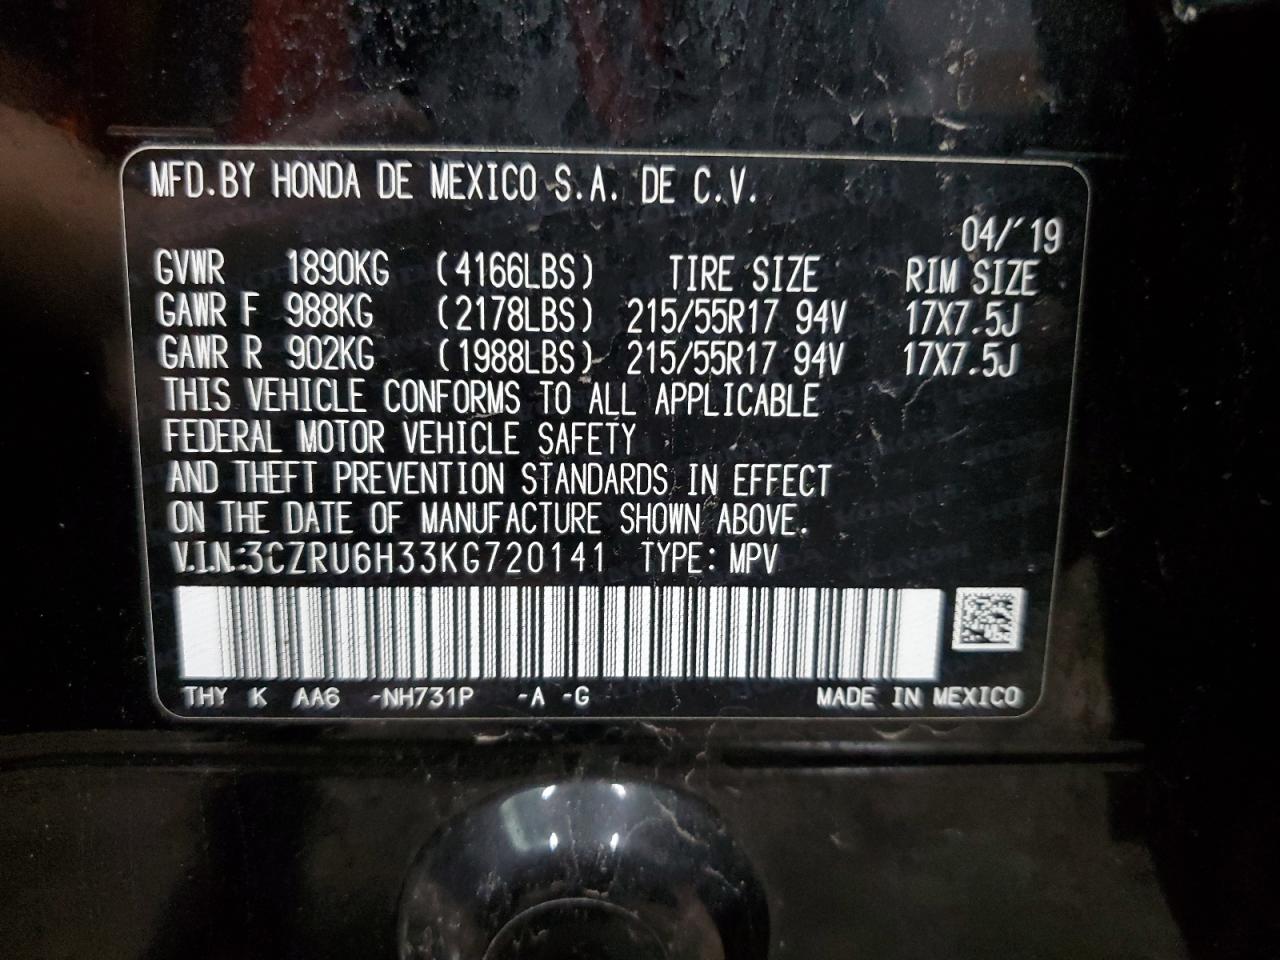 MFD.BY HONDA DE MEXICO S.A. DE C.V.
04/'19
GVWR 1890KG (4166LBS) TIRE SIZE RIM SIZE
GAWR F 988KG (2178LBS) 215/55R17 94V 17X7.5J
GAWR R 902KG (1988LBS) 215/55R17 94V 17X7.5J
THIS VEHICLE CONFORMS TO ALL APPLICABLE
FEDERAL MOTOR VEHICLE SAFETY
AND THEFT PREVENTION STANDARDS IN EFFECT
ON THE DATE OF MANUFACTURE SHOWN ABOVE.
V.I.N.:3CZRU6H33KG720141 TYPE: MPV
THY K AA6 -NH731P -A -G MADE IN MEXICO